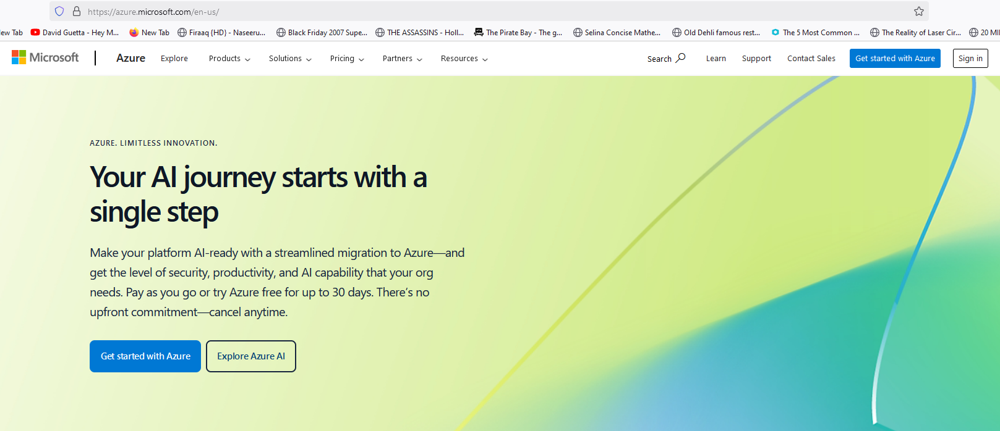 https://azure.microsoft.com/en-us/
ew Tab David Guetta - Hey M... New Tab Firaaq {HD} - Naseeru... Black Friday 2007 Supe... THE ASSASSINS - Holl... The Pirate Bay - The g... Selina Concise Mathe... Old Dehli famous rest... The 5 Most Common ... The Reality of Laser Cir... 20 MI
Microsoft Azure Explore Products Solutions Pricing Partners Resources Search Learn Support Contact Sales Get started with Azure Sign in
AZURE. LIMITLESS INNOVATION.
Your AI journey starts with a
single step
Make your platform AI-ready with a streamlined migration to Azure—and
get the level of security, productivity, and AI capability that your org
needs. Pay as you go or try Azure free for up to 30 days. There’s no
upfront commitment—cancel anytime.
Get started with Azure Explore Azure AI